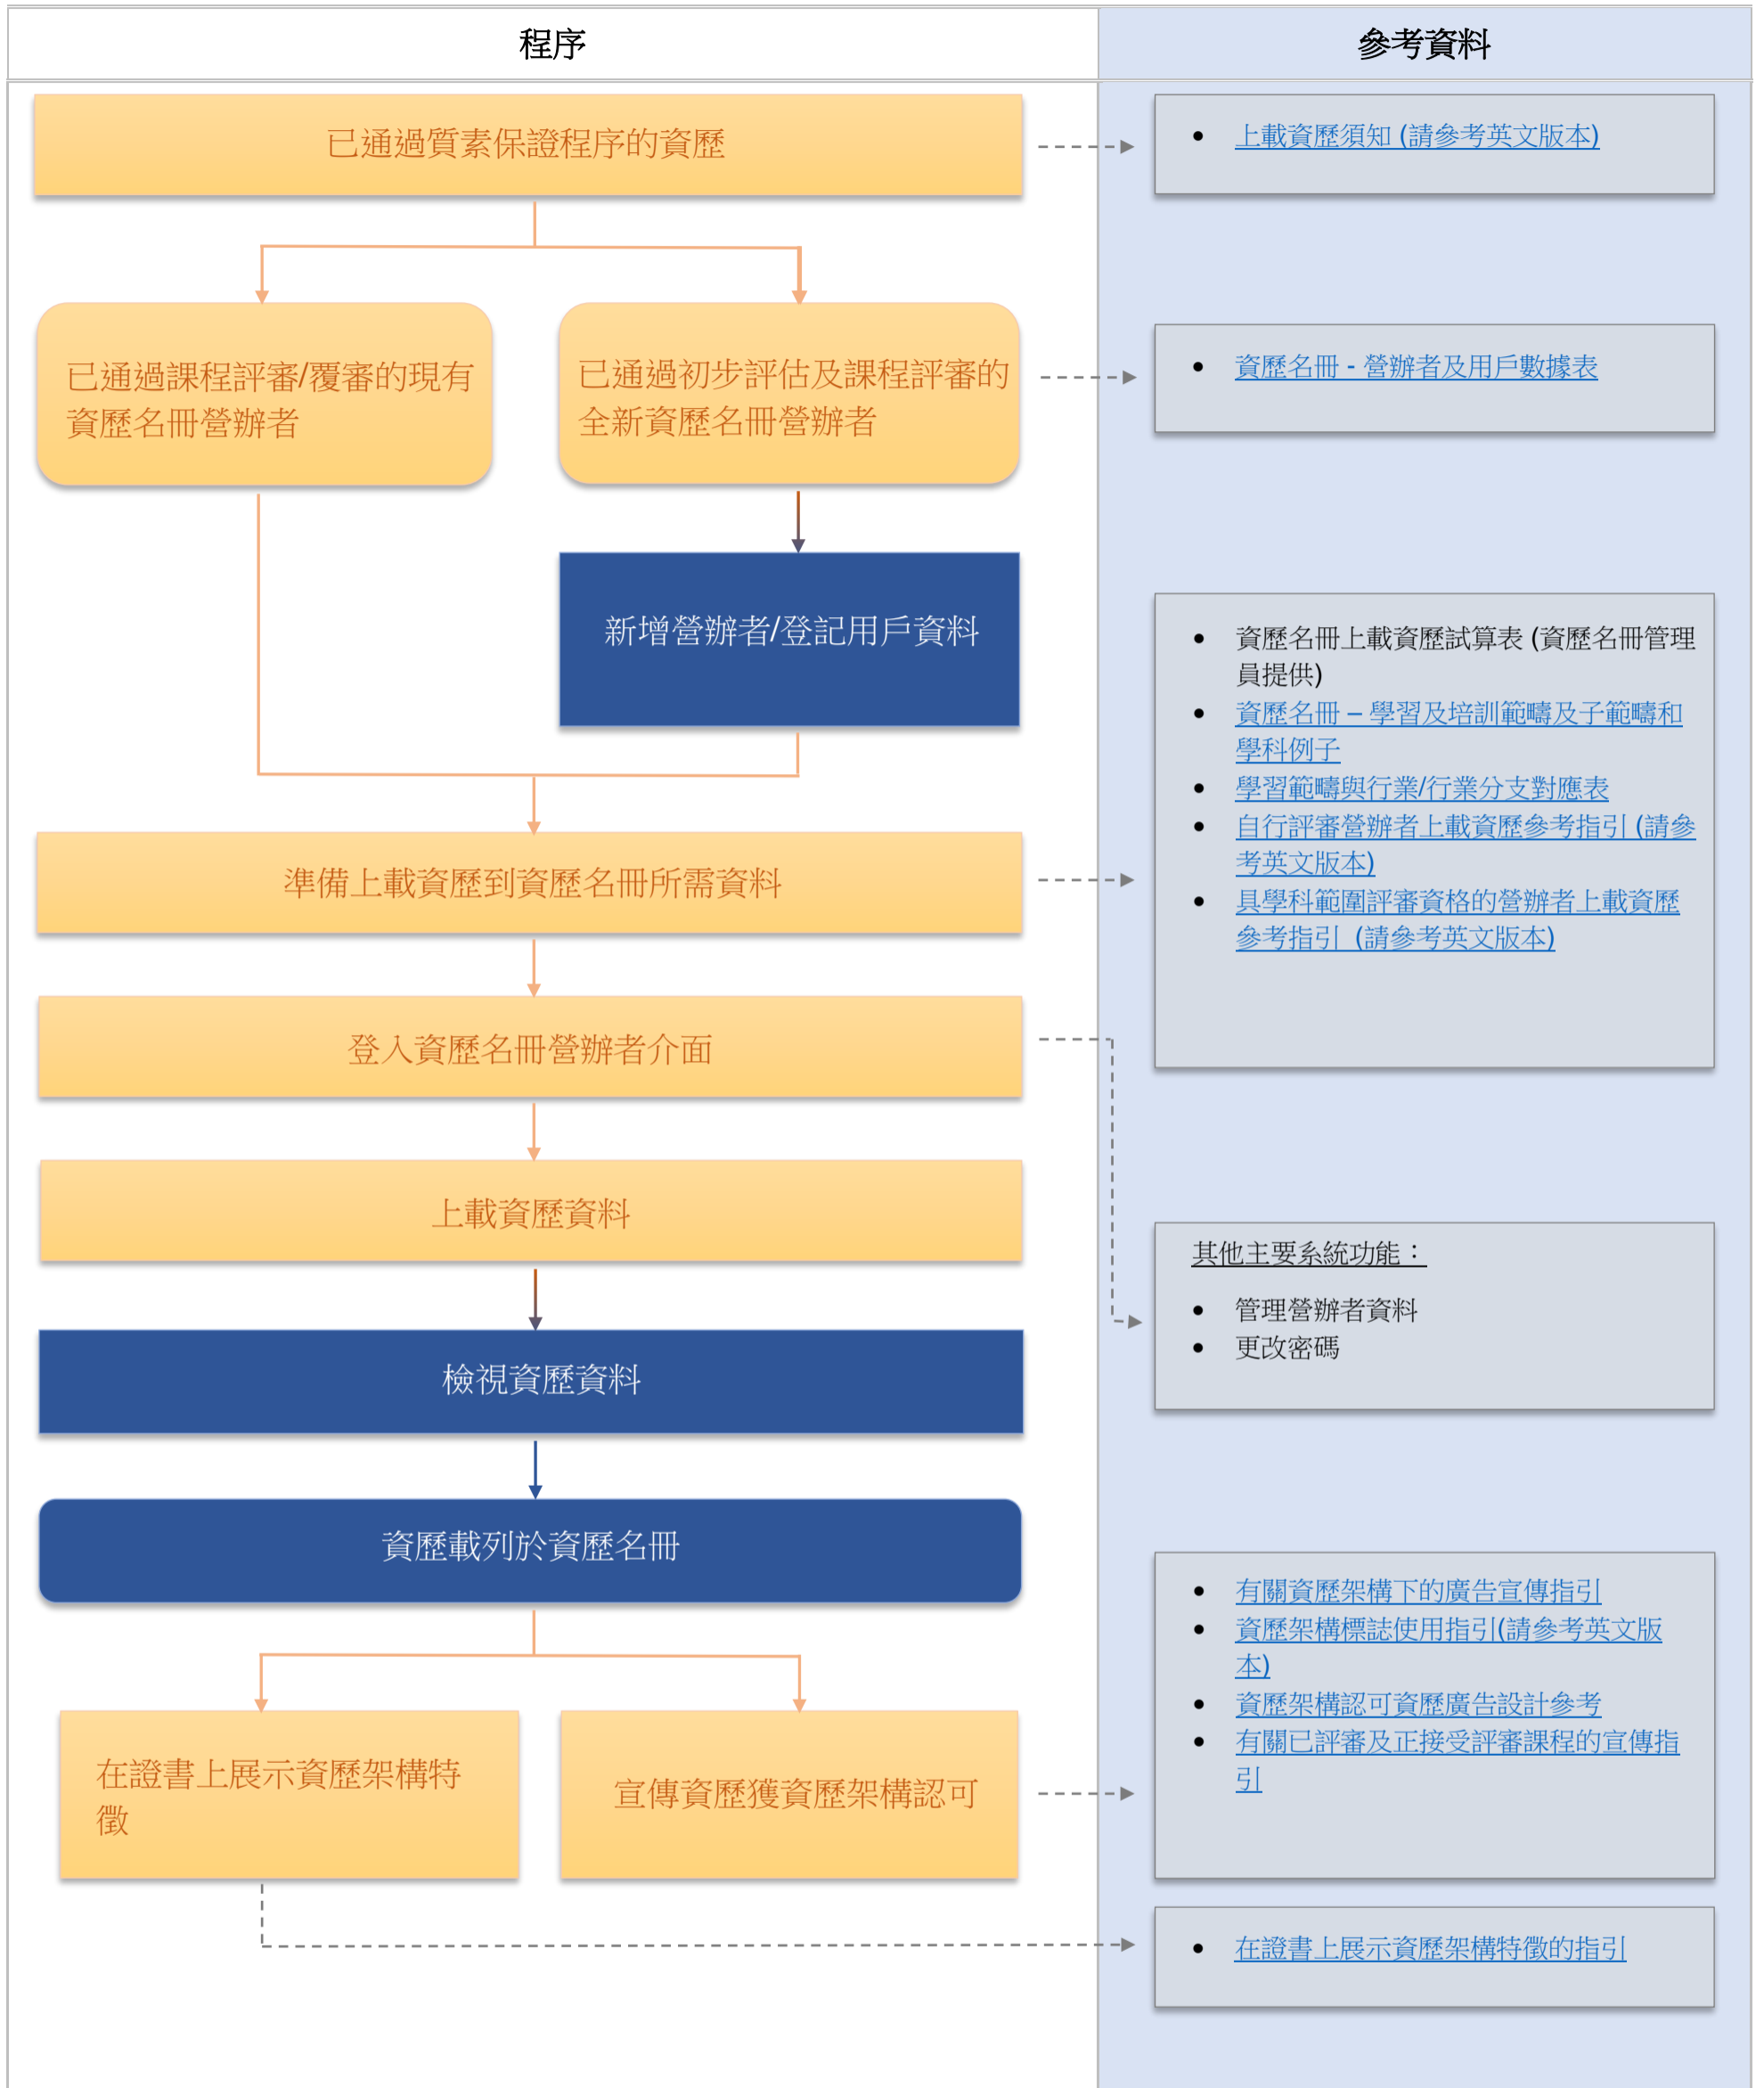 程序
參考資料
已通過質素保證程序的資歷
• 上載資歷須知 (請參考英文版本)
已通過課程評審/覆審的現有
資歷名冊營辦者
已通過初步評估及課程評審的
全新資歷名冊營辦者
• 資歷名冊 - 營辦者及用戶數據表
新增營辦者/登記用戶資料
• 資歷名冊上載資歷試算表 (資歷名冊管理
員提供)
• 資歷名冊 – 學習及培訓範疇及子範疇和
學科例子
• 學習範疇與行業/行業分支對應表
• 自行評審營辦者上載資歷參考指引 (請參
考英文版本)
• 具學科範圍評審資格的營辦者上載資歷
參考指引 (請參考英文版本)
準備上載資歷到資歷名冊所需資料
登入資歷名冊營辦者介面
上載資歷資料
其他主要系統功能：
• 管理營辦者資料
• 更改密碼
檢視資歷資料
資歷載列於資歷名冊
• 有關資歷架構下的廣告宣傳指引
• 資歷架構標誌使用指引(請參考英文版
本)
• 資歷架構認可資歷廣告設計參考
• 有關已評審及正接受評審課程的宣傳指
引
在證書上展示資歷架構特
徵
宣傳資歷獲資歷架構認可
• 在證書上展示資歷架構特徵的指引